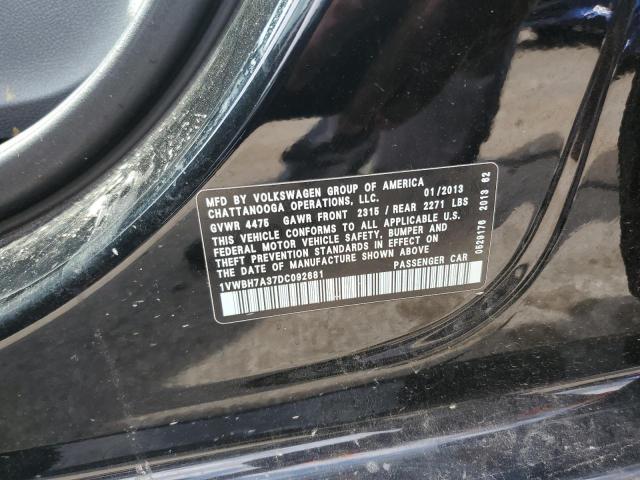 MFD BY VOLKSWAGEN GROUP OF AMERICA
CHATTANOOGA OPERATIONS, LLC. 01/2013
GVWR 4475 GAWR FRONT 2315 / REAR 2271 LBS
THIS VEHICLE CONFORMS TO ALL APPLICABLE U.S.
FEDERAL MOTOR VEHICLE SAFETY, BUMPER AND
THEFT PREVENTION STANDARDS IN EFFECT ON
THE DATE OF MANUFACTURE SHOWN ABOVE.
1VWBH7A37DC092681 PASSENGER CAR
0529176 2013 62